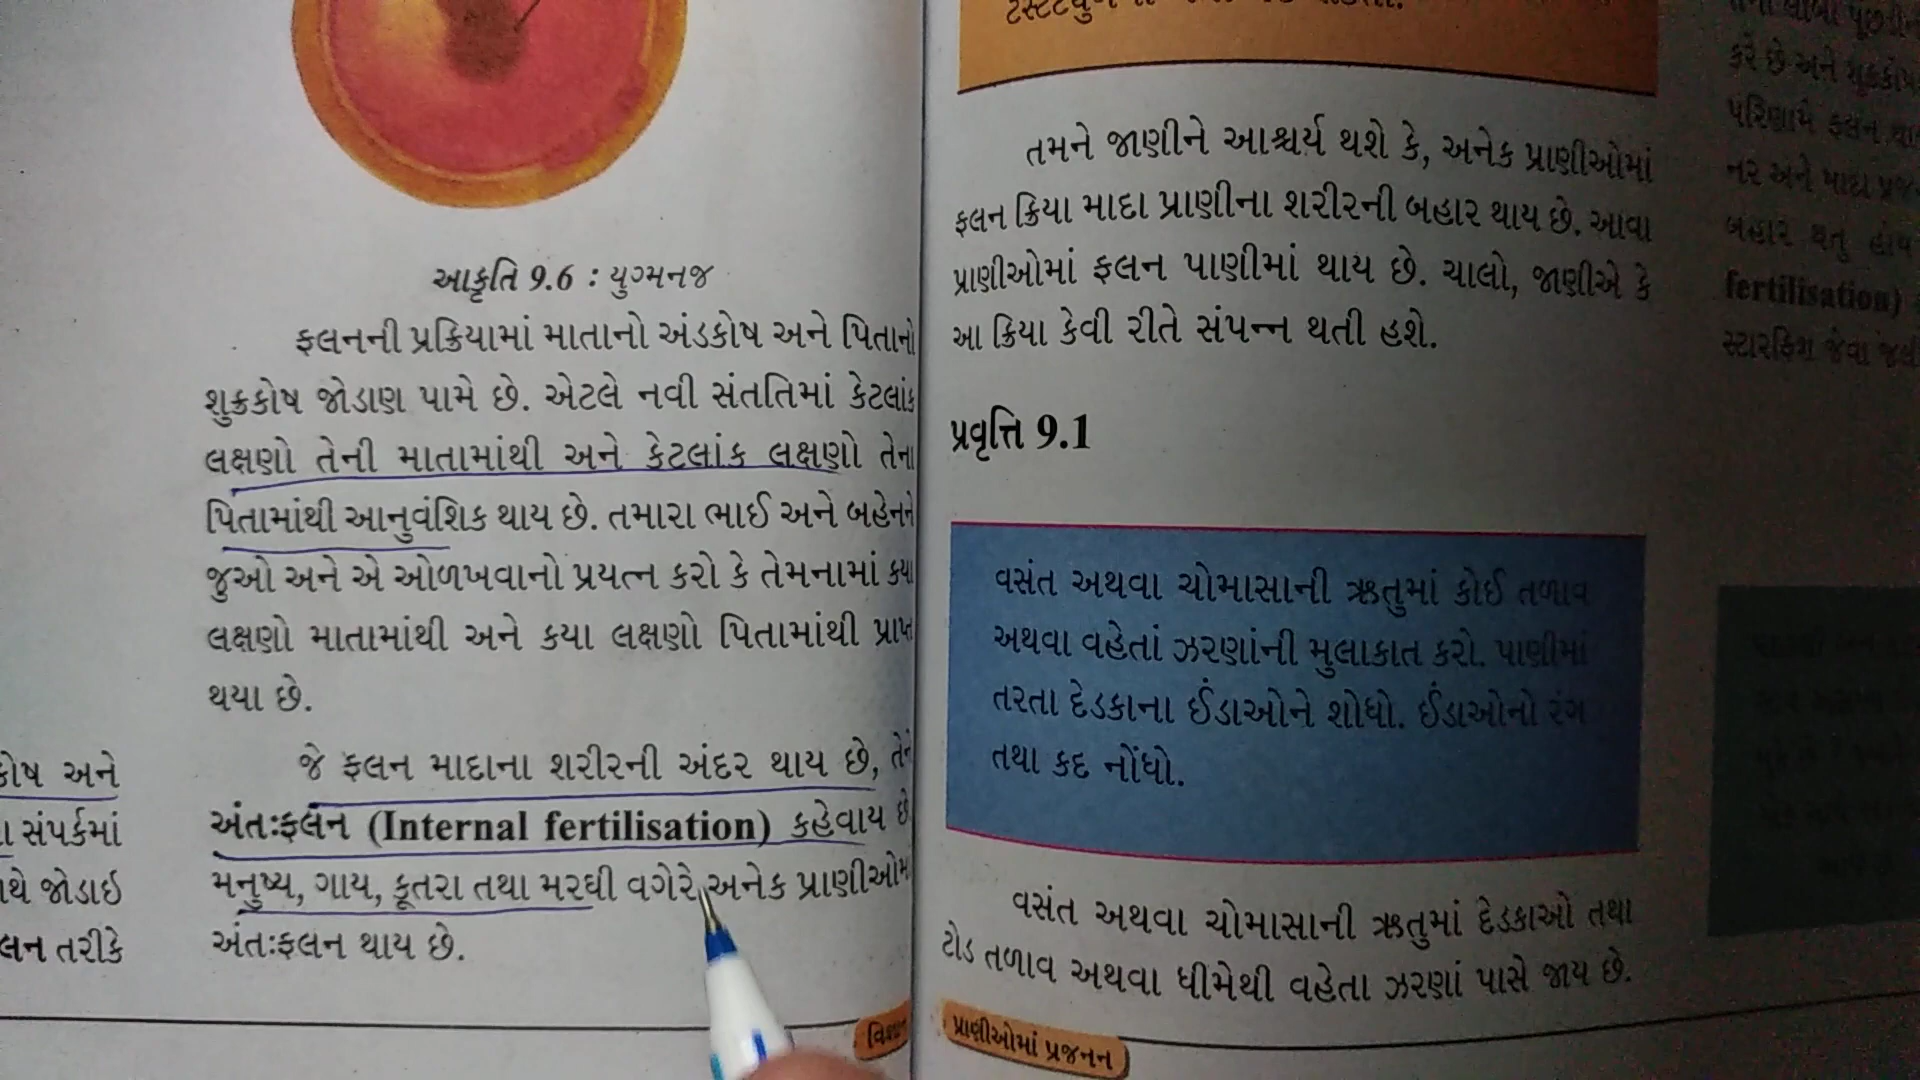 આકૃતિ 9.6 : યુગ્મનજ
ફલનની પ્રક્રિયામાં માતાનો અંડકોષ અને પિતાનો
શુક્રકોષ જોડાણ પામે છે. એટલે નવી સંતતિમાં કેટલાંક
લક્ષણો તેની માતામાંથી અને કેટલાંક લક્ષણો તેના
પિતામાંથી આનુવંશિક થાય છે. તમારા ભાઈ અને બહેનને
જુઓ અને એ ઓળખવાનો પ્રયત્ન કરો કે તેમનામાં કયા
લક્ષણો માતામાંથી અને કયા લક્ષણો પિતામાંથી પ્રાપ્ત
થયા છે.
જે ફલન માદાના શરીરની અંદર થાય છે, તેને
અંતઃફલન (Internal fertilisation) કહેવાય છે
મનુષ્ય, ગાય, કૂતરા તથા મરઘી વગેરે અનેક પ્રાણીઓમાં
અંતઃફલન થાય છે.
અને
સંપર્કમાં
જોડાઇ
તરીકે
વિજ્ઞાન
તમને જાણીને આશ્ચર્ય થશે કે, અનેક પ્રાણીઓમાં
ફલન ક્રિયા માદા પ્રાણીના શરીરની બહાર થાય છે. આવા
પ્રાણીઓમાં ફલન પાણીમાં થાય છે. ચાલો, જાણીએ કે
આ ક્રિયા કેવી રીતે સંપન્ન થતી હશે.
પ્રવૃત્તિ 9.1
વસંત અથવા ચોમાસાની ઋતુમાં કોઈ તળાવ
અથવા વહેતાં ઝરણાંની મુલાકાત કરો. પાણીમાં
તરતા દેડકાના ઈંડાઓને શોધો. ઈંડાઓનો રંગ
તથા કદ નોંધો.
વસંત અથવા ચોમાસાની ઋતુમાં દેડકાઓ તથા
ટોડ તળાવ અથવા ધીમેથી વહેતા ઝરણાં પાસે જાય છે.
પ્રાણીઓમાં પ્રજનન
કરે છે અને
પરિણામે ફલન
નર અને માદા
બહાર થતુ હોય
fertilisation)
સ્ટારફિશ જેવા